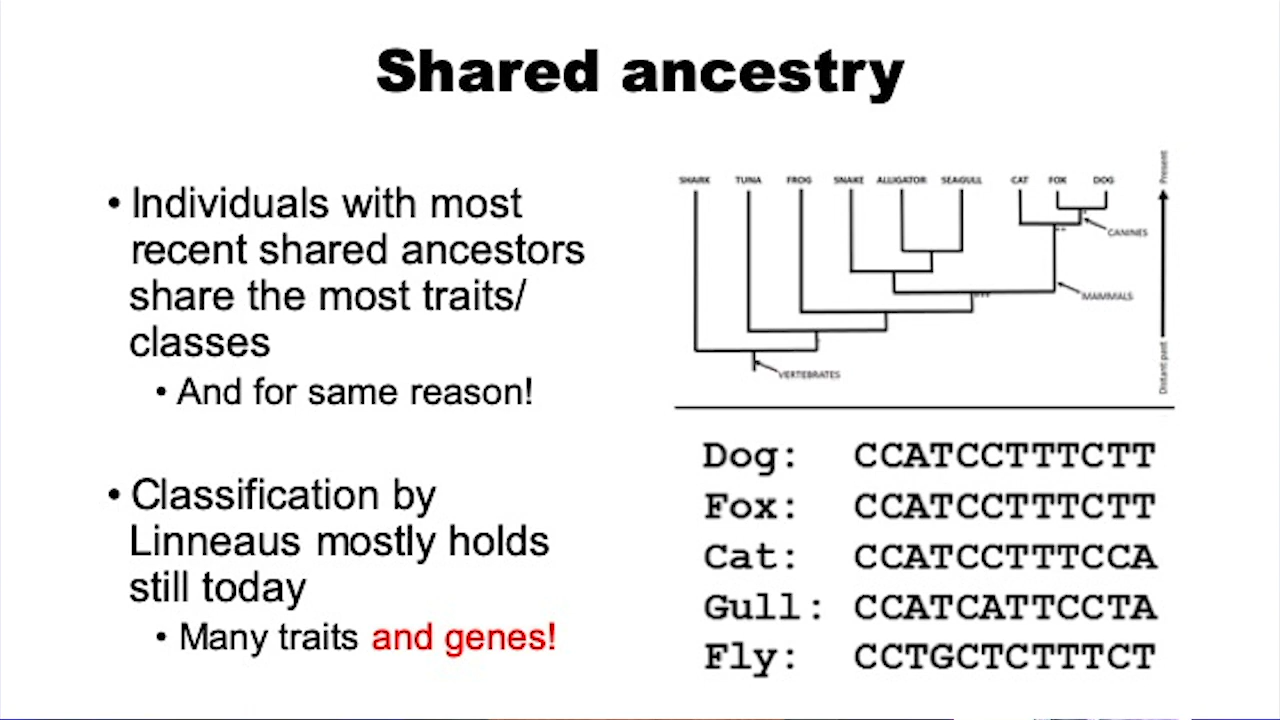 Shared ancestry
• Individuals with most
recent shared ancestors
share the most traits/
classes
• And for same reason!
• Classification by
Linneaus mostly holds
still today
• Many traits and genes!
SHARK TUNA FROG SNAKE ALLIGATOR SEAGULL CAT FOX DOG
Present
CANINES
MAMMALS
VERTEBRATES
Distant past
Dog: CCATCCTTTCTT
Fox: CCATCCTTTCTT
Cat: CCATCCTTTCCA
Gull: CCATCATTCCTA
Fly: CCTGCTCTTTCT